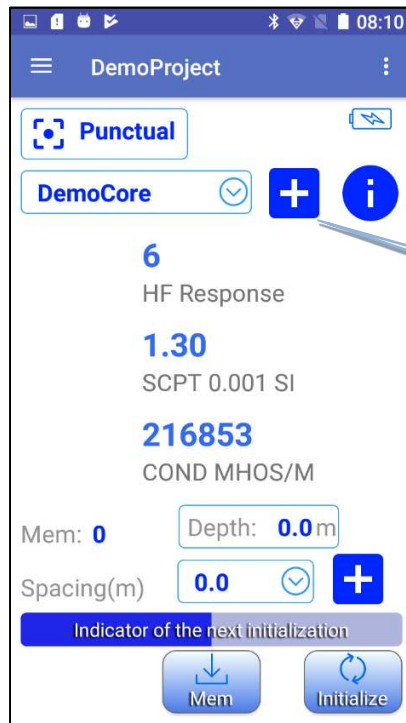 08:10
DemoProject
Punctual
DemoCore
6
HF Response
1.30
SCPT 0.001 SI
216853
COND MHOS/M
Mem: 0 Depth: 0.0 m
Spacing(m) 0.0
Indicator of the next initialization
Mem Initialize